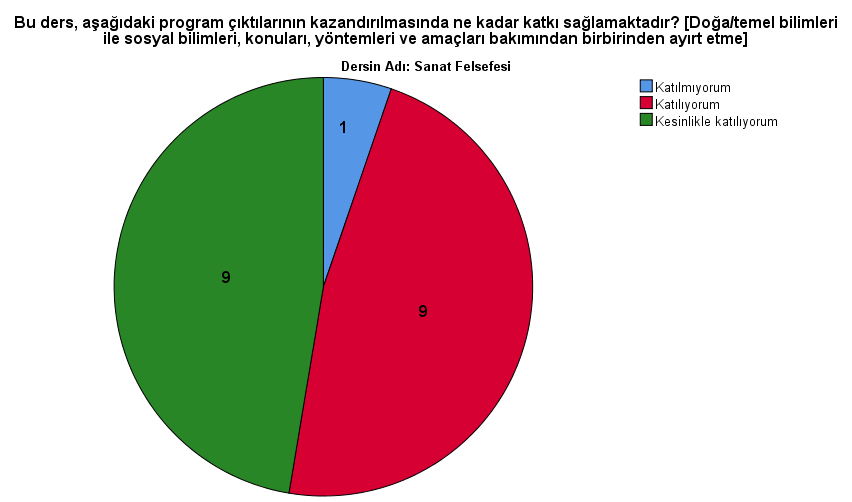 Bu ders, aşağıdaki program çıktılarının kazandırılmasında ne kadar katkı sağlamaktadır? [Doğa/temel bilimleri
ile sosyal bilimleri, konuları, yöntemleri ve amaçları bakımından birbirinden ayırt etme]
Dersin Adı: Sanat Felsefesi
Katılmıyorum
Katılıyorum
Kesinlikle katılıyorum
1
9
9